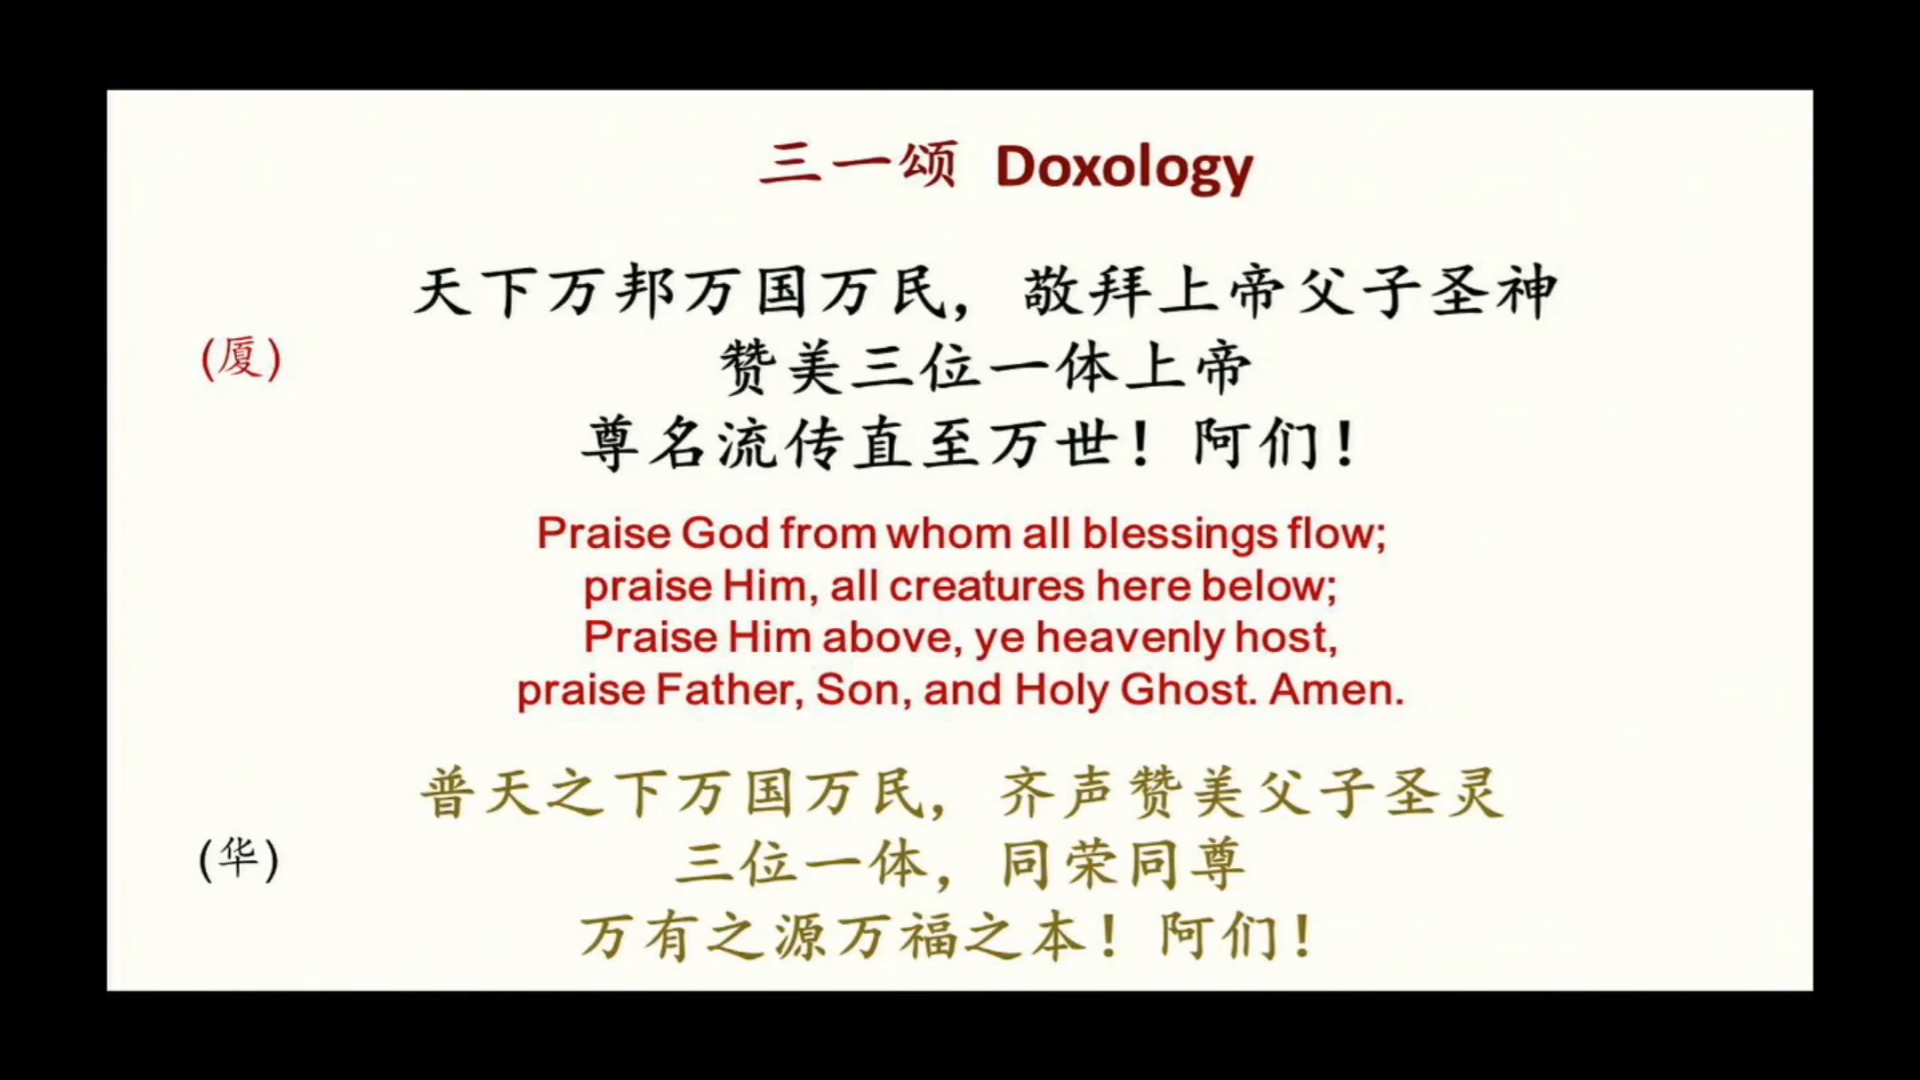 三一颂 Doxology
天下万邦万国万民，敬拜上帝父子圣神
(厦)
赞美三位一体上帝
尊名流传直至万世！阿们！
Praise God from whom all blessings flow;
praise Him, all creatures here below;
Praise Him above, ye heavenly host,
praise Father, Son, and Holy Ghost. Amen.
普天之下万国万民，齐声赞美父子圣灵
(华)
三位一体，同荣同尊
万有之源万福之本！阿们！